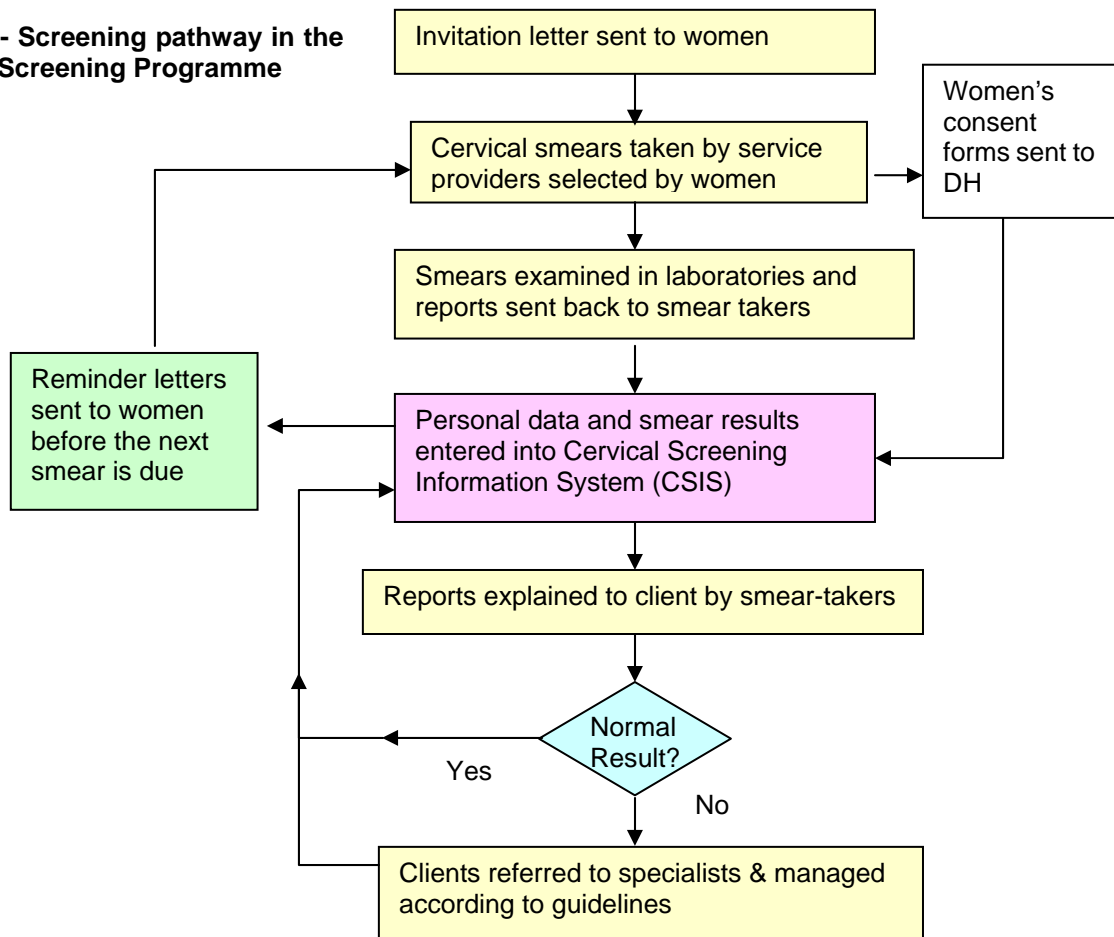 - Screening pathway in the
Screening Programme
Invitation letter sent to women
Women's
consent
forms sent to
DH
Cervical smears taken by service
providers selected by women
Smears examined in laboratories and
reports sent back to smear takers
Reminder letters
sent to women
before the next
smear is due
Personal data and smear results
entered into Cervical Screening
Information System (CSIS)
Reports explained to client by smear-takers
Normal
Result?
Yes
No
Clients referred to specialists & managed
according to guidelines